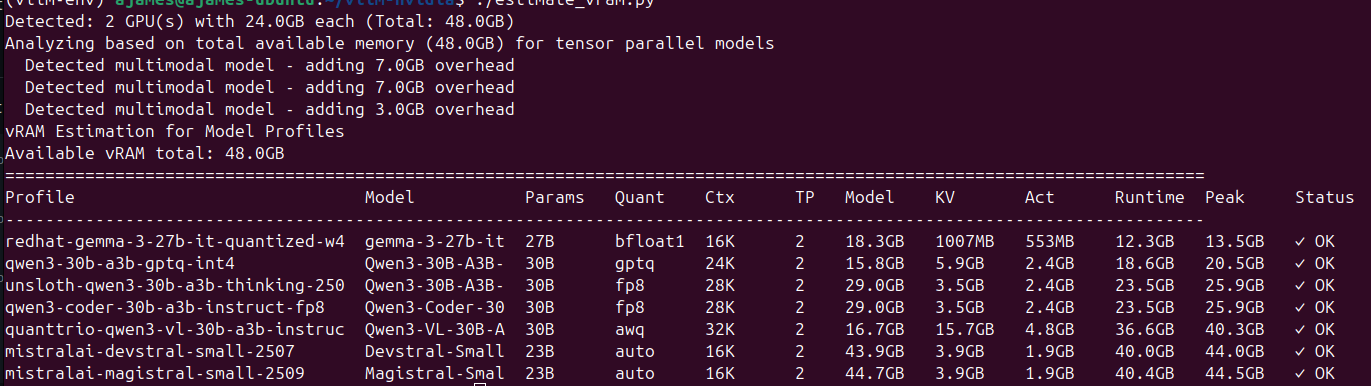 (vllm-env) ajames@ajames-ubuntu:~/vllm-nvidia$ ./estimate_vram.py
Detected: 2 GPU(s) with 24.0GB each (Total: 48.0GB)
Analyzing based on total available memory (48.0GB) for tensor parallel models
  Detected multimodal model - adding 7.0GB overhead
  Detected multimodal model - adding 7.0GB overhead
  Detected multimodal model - adding 3.0GB overhead
vRAM Estimation for Model Profiles
Available vRAM total: 48.0GB
========================================================================================================================
Profile Model Params Quant Ctx TP Model KV Act Runtime Peak Status
------------------------------------------------------------------------------------------------------------------------
redhat-gemma-3-27b-it-quantized-w4 gemma-3-27b-it 27B bfloat1 16K 2 18.3GB 1007MB 553MB 12.3GB 13.5GB ✓ OK
qwen3-30b-a3b-gptq-int4 Qwen3-30B-A3B- 30B gptq 24K 2 15.8GB 5.9GB 2.4GB 18.6GB 20.5GB ✓ OK
unsloth-qwen3-30b-a3b-thinking-250 Qwen3-30B-A3B- 30B fp8 28K 2 29.0GB 3.5GB 2.4GB 23.5GB 25.9GB ✓ OK
qwen3-coder-30b-a3b-instruct-fp8 Qwen3-Coder-30 30B fp8 28K 2 29.0GB 3.5GB 2.4GB 23.5GB 25.9GB ✓ OK
quanttrio-qwen3-vl-30b-a3b-instruc Qwen3-VL-30B-A 30B awq 32K 2 16.7GB 15.7GB 4.8GB 36.6GB 40.3GB ✓ OK
mistralai-devstral-small-2507 Devstral-Small 23B auto 16K 2 43.9GB 3.9GB 1.9GB 40.0GB 44.0GB ✓ OK
mistralai-magistral-small-2509 Magistral-Smal 23B auto 16K 2 44.7GB 3.9GB 1.9GB 40.4GB 44.5GB ✓ OK